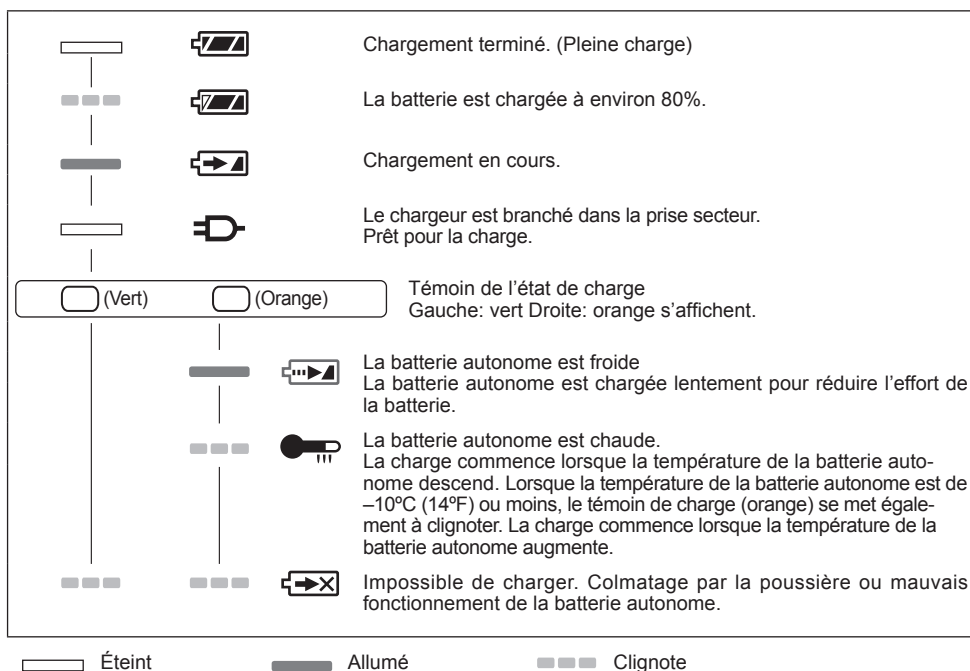 Chargement terminé. (Pleine charge)
La batterie est chargée à environ 80%.
Chargement en cours.
Le chargeur est branché dans la prise secteur.
Prêt pour la charge.
(Vert)
(Orange)
Témoin de l’état de charge
Gauche: vert Droite: orange s’affichent.
La batterie autonome est froide
La batterie autonome est chargée lentement pour réduire l’effort de
la batterie.
La batterie autonome est chaude.
La charge commence lorsque la température de la batterie auto-
nome descend. Lorsque la température de la batterie autonome est de
–10ºC (14ºF) ou moins, le témoin de charge (orange) se met égale-
ment à clignoter. La charge commence lorsque la température de la
batterie autonome augmente.
Impossible de charger. Colmatage par la poussière ou mauvais
fonctionnement de la batterie autonome.
Éteint
Allumé
Clignote